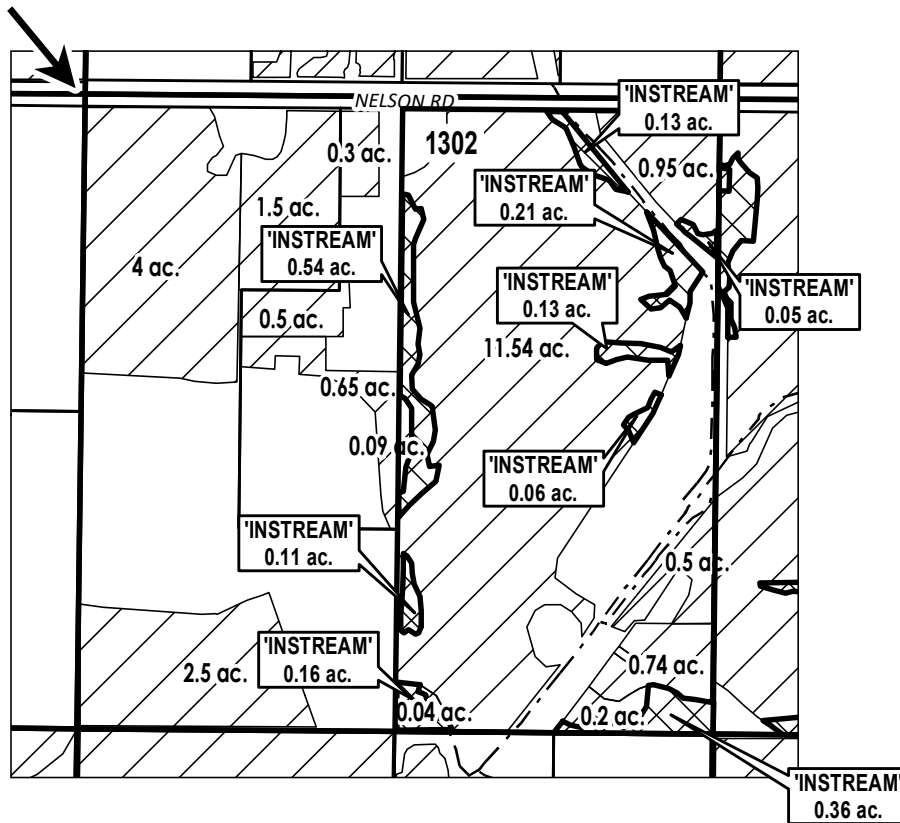 NELSON RD
'INSTREAM'
0.13 ac.
0.3 ac.
1302
0.95 ac.
'INSTREAM'
0.21 ac.
1.5 ac.
'INSTREAM'
0.54 ac.
4 ac.
'INSTREAM'
0.13 ac.
'INSTREAM'
0.05 ac.
0.5 ac.
11.54 ac.
0.65 ac.
0.09 ac.
'INSTREAM'
0.06 ac.
'INSTREAM'
0.11 ac.
0.5 ac.
'INSTREAM'
0.16 ac.
2.5 ac.
0.74 ac.
0.04 ac.
0.2 ac.
'INSTREAM'
0.36 ac.